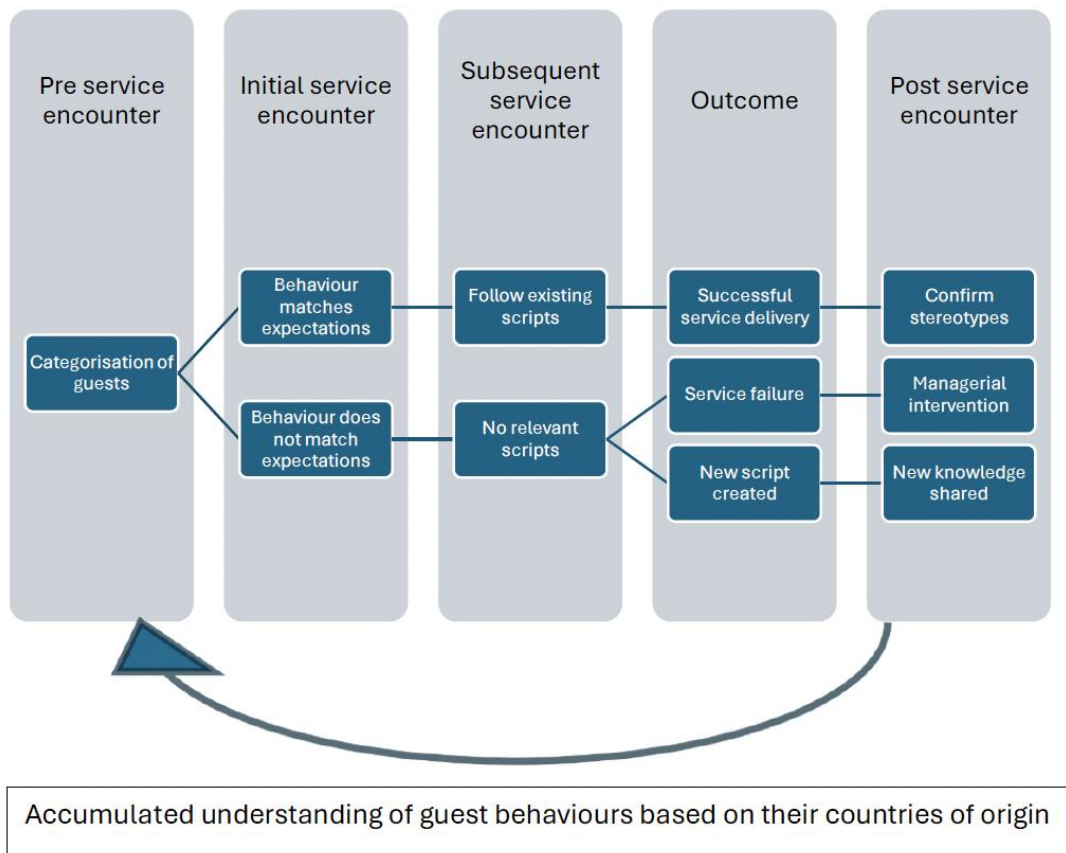 Pre service
encounter
Initial service
encounter
Subsequent
service
encounter
Outcome
Post service
encounter
Categorisation of
guests
Behaviour
matches
expectations
Follow existing
scripts
Successful
service delivery
Confirm
stereotypes
Behaviour does
not match
expectations
No relevant
scripts
Service failure
Managerial
intervention
New script
created
New knowledge
shared
Accumulated understanding of guest behaviours based on their countries of origin